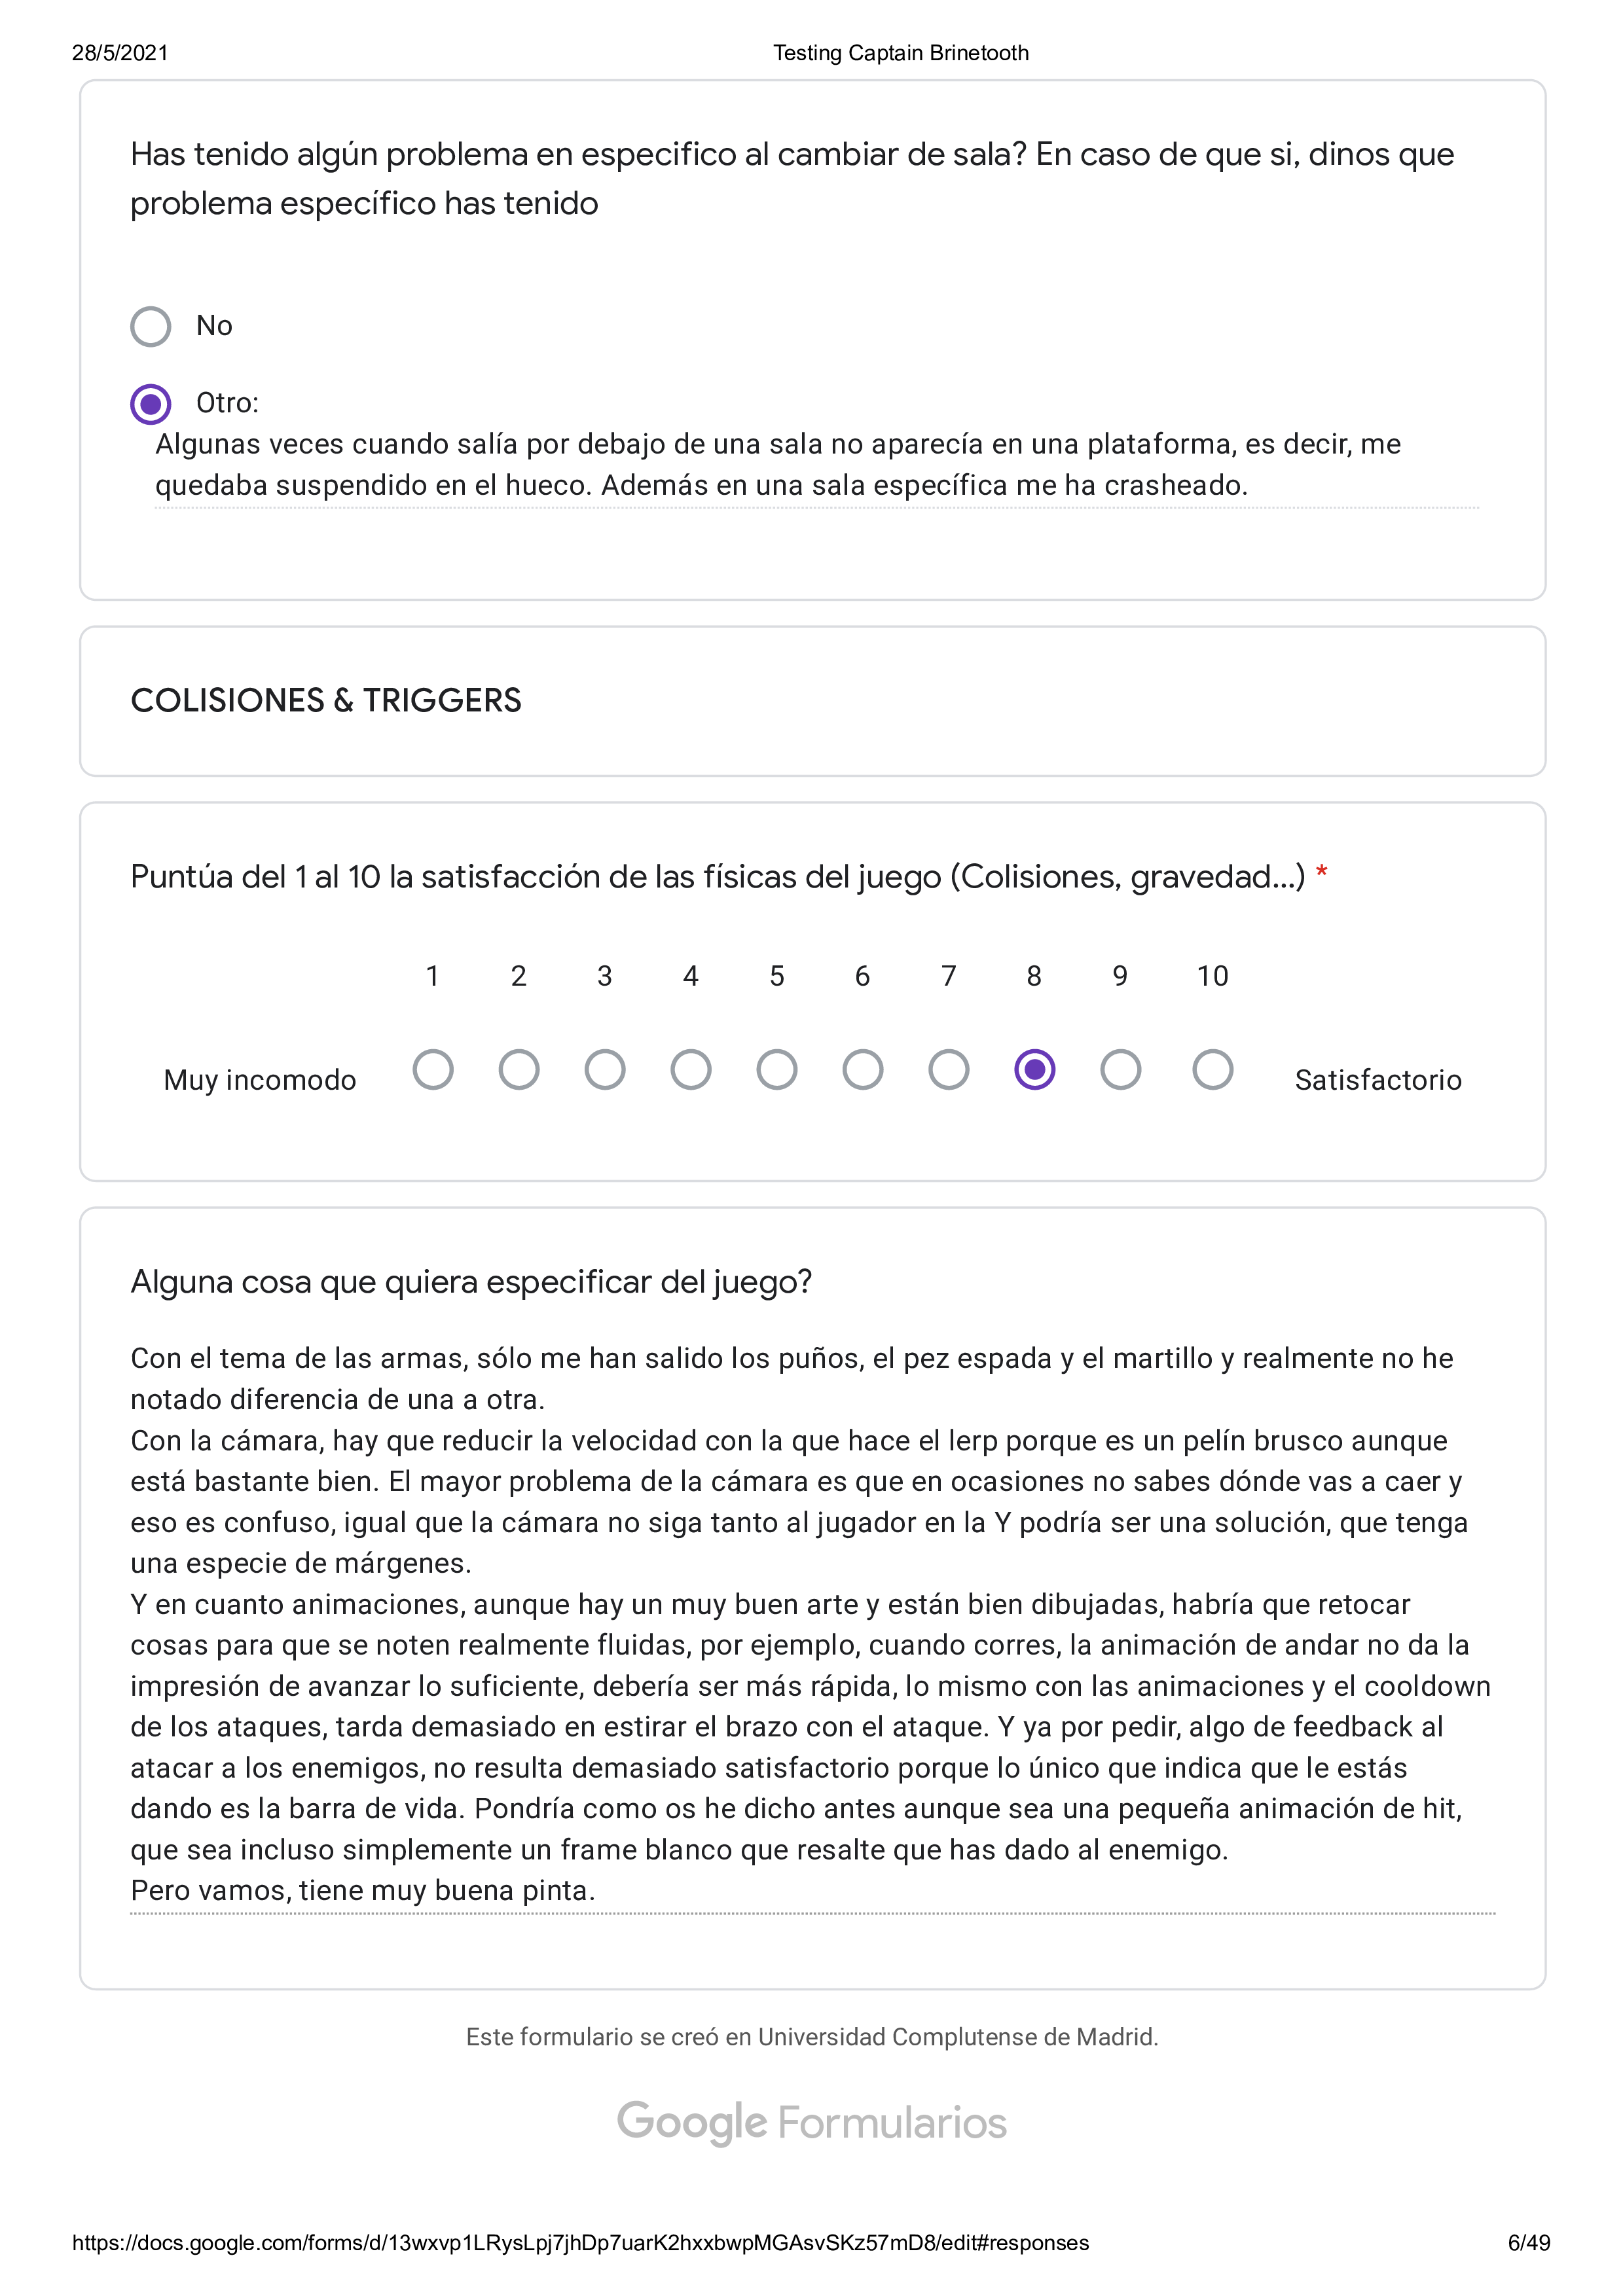 28/5/2021 Testing Captain Brinetooth
Has tenido algún problema en especifico al cambiar de sala? En caso de que si, dinos que
problema específico has tenido
No
Otro:
Algunas veces cuando salía por debajo de una sala no aparecía en una plataforma, es decir, me
quedaba suspendido en el hueco. Además en una sala específica me ha crasheado.
COLISIONES & TRIGGERS
Puntúa del 1 al 10 la satisfacción de las físicas del juego (Colisiones, gravedad...) *
1 2 3 4 5 6 7 8 9 10
Muy incomodo Satisfactorio
Alguna cosa que quiera especificar del juego?
Con el tema de las armas, sólo me han salido los puños, el pez espada y el martillo y realmente no he
notado diferencia de una a otra.
Con la cámara, hay que reducir la velocidad con la que hace el lerp porque es un pelín brusco aunque
está bastante bien. El mayor problema de la cámara es que en ocasiones no sabes dónde vas a caer y
eso es confuso, igual que la cámara no siga tanto al jugador en la Y podría ser una solución, que tenga
una especie de márgenes.
Y en cuanto animaciones, aunque hay un muy buen arte y están bien dibujadas, habría que retocar
cosas para que se noten realmente fluidas, por ejemplo, cuando corres, la animación de andar no da la
impresión de avanzar lo suficiente, debería ser más rápida, lo mismo con las animaciones y el cooldown
de los ataques, tarda demasiado en estirar el brazo con el ataque. Y ya por pedir, algo de feedback al
atacar a los enemigos, no resulta demasiado satisfactorio porque lo único que indica que le estás
dando es la barra de vida. Pondría como os he dicho antes aunque sea una pequeña animación de hit,
que sea incluso simplemente un frame blanco que resalte que has dado al enemigo.
Pero vamos, tiene muy buena pinta.
Este formulario se creó en Universidad Complutense de Madrid.
Google Formularios
https://docs.google.com/forms/d/13wxvp1LRysLpj7jhDp7uarK2hxxbwpMGAsvSKz57mD8/edit#responses 6/49